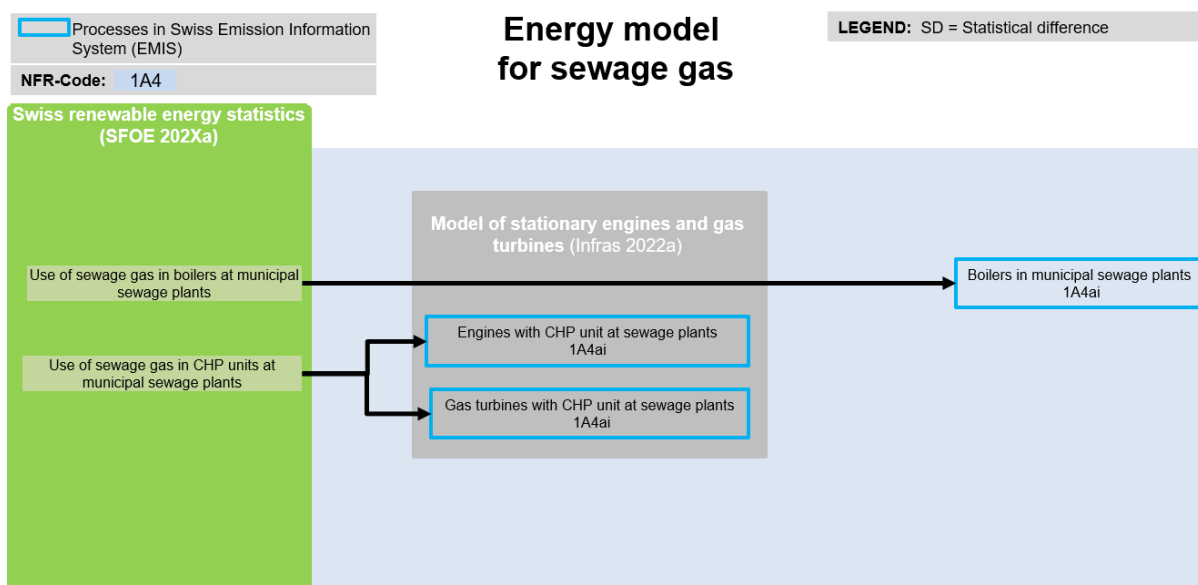 Processes in Swiss Emission Information
System (EMIS)
NFR-Code: 1A4
Energy model
for sewage gas
LEGEND: SD = Statistical difference
Swiss renewable energy statistics
(SFOE 202Xa)
Model of stationary engines and gas
turbines (Infras 2022a)
Use of sewage gas in boilers at municipal
sewage plants
Boilers in municipal sewage plants
1A4ai
Engines with CHP unit at sewage plants
1A4ai
Use of sewage gas in CHP units at
municipal sewage plants
Gas turbines with CHP unit at sewage plants
1A4ai